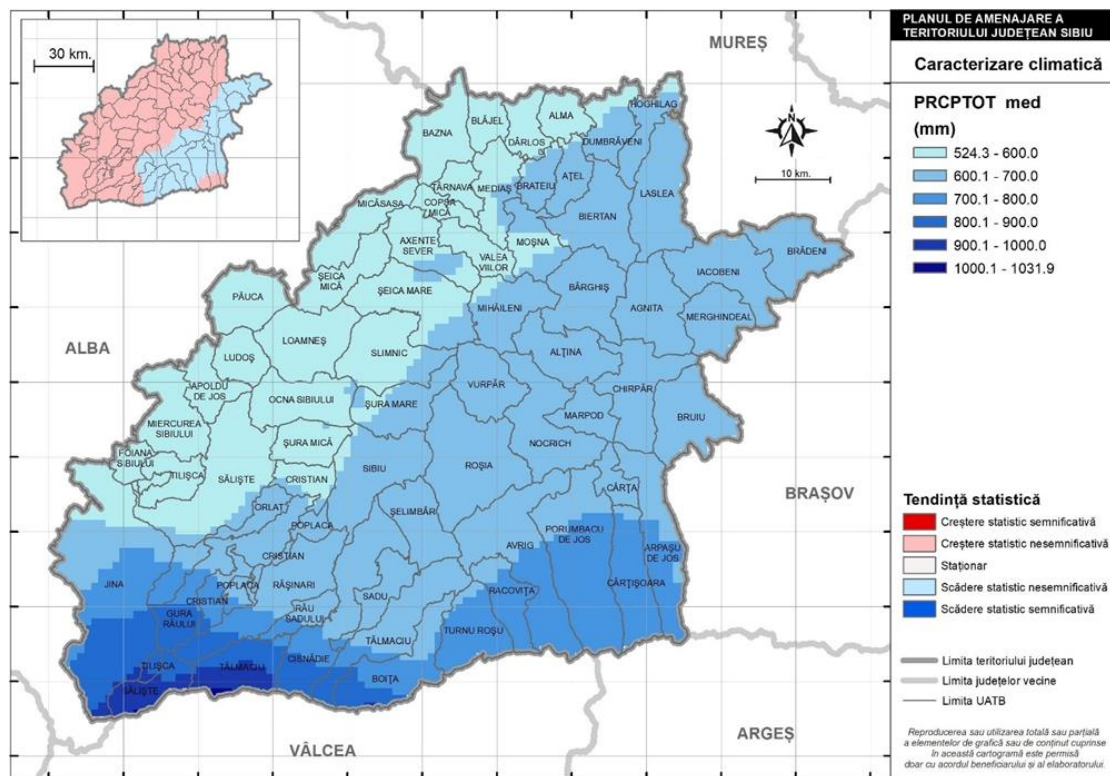 PLANUL DE AMENAJARE A
TERITORIULUI JUDEȚEAN SIBIU
Caracterizare climatică
PRCPTOT med
(mm)
524.3 - 600.0
600.1 - 700.0
700.1 - 800.0
800.1 - 900.0
900.1 - 1000.0
1000.1 - 1031.9
Tendință statistică
Creștere statistic semnificativă
Creștere statistic nesemnificativă
Staționar
Scădere statistic nesemnificativă
Scădere statistic semnificativă
Limita teritoriului județean
Limita județelor vecine
Limita UATB
Reproducerea sau utilizarea totală sau parțială
a elementelor de grafică sau de conținut cuprinse
în această cartogramă este permisă
doar cu acordul beneficiarului și al elaboratorului.
30 km.
N
10 km.
MUREȘ
ALBA
BRAȘOV
ARGEȘ
VÂLCEA
HOGHILAG
ALMA
BLĂJEL
BAZNA
DÂRLOS
DUMBRĂVENI
AȚEL
TÂRNAVA
MEDIAȘ
BRATEIU
LASLEA
MICĂSASA
COPȘA
MICĂ
BIERTAN
AXENTE
SEVER
MOȘNA
VALEA
VIILOR
BRĂDENI
IACOBENI
ȘEICA
MICĂ
ȘEICA MARE
BÂRGHIȘ
PĂUCA
MIHĂILENI
AGNITA
MERGHINDEAL
LOAMNEȘ
SLIMNIC
ALȚINA
LUDOȘ
APOLDU
DE JOS
VURPĂR
CHIRPĂR
OCNA SIBIULUI
ȘURA MARE
MARPOD
BRUIU
MIERCUREA
SIBIULUI
ȘURA MICĂ
NOCRICH
POIANA
SIBIULUI
TILIȘCA
SĂLIȘTE
CRISTIAN
SIBIU
ROȘIA
CÂRȚA
ORLAT
ȘELIMBĂR
POPLACA
PORUMBACU
DE JOS
AVRIG
ARPAȘU
DE JOS
CRISTIAN
JINA
POPLACA
RĂȘINARI
CÂRȚIȘOARA
CRISTIAN
SADU
RACOVIȚA
GURA
RÂULUI
RÂU
SADULUI
TURNU ROȘU
TĂLMACIU
CISNĂDIE
TILIȘCA
TĂLMACIU
BOIȚA
SĂLIȘTE